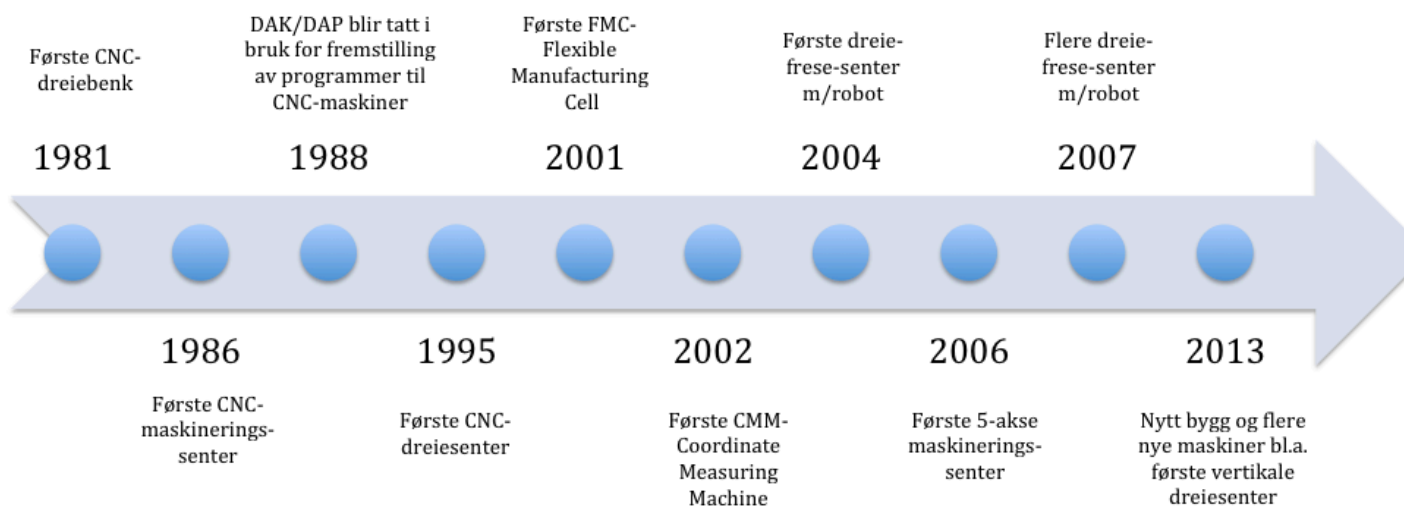 Første CNC-
dreiebenk
1981
DAK/DAP blir tatt i
bruk for fremstilling
av programmer til
CNC-maskiner
1988
Første FMC-
Flexible
Manufacturing
Cell
2001
Første dreie-
frese-senter
m/robot
2004
Flere dreie-
frese-senter
m/robot
2007
1986
Første CNC-
maskinerings-
senter
1995
Første CNC-
dreiesenter
2002
Første CMM-
Coordinate
Measuring
Machine
2006
Første 5-akse
maskinerings-
senter
2013
Nytt bygg og flere
nye maskiner bl.a.
første vertikale
dreiesenter